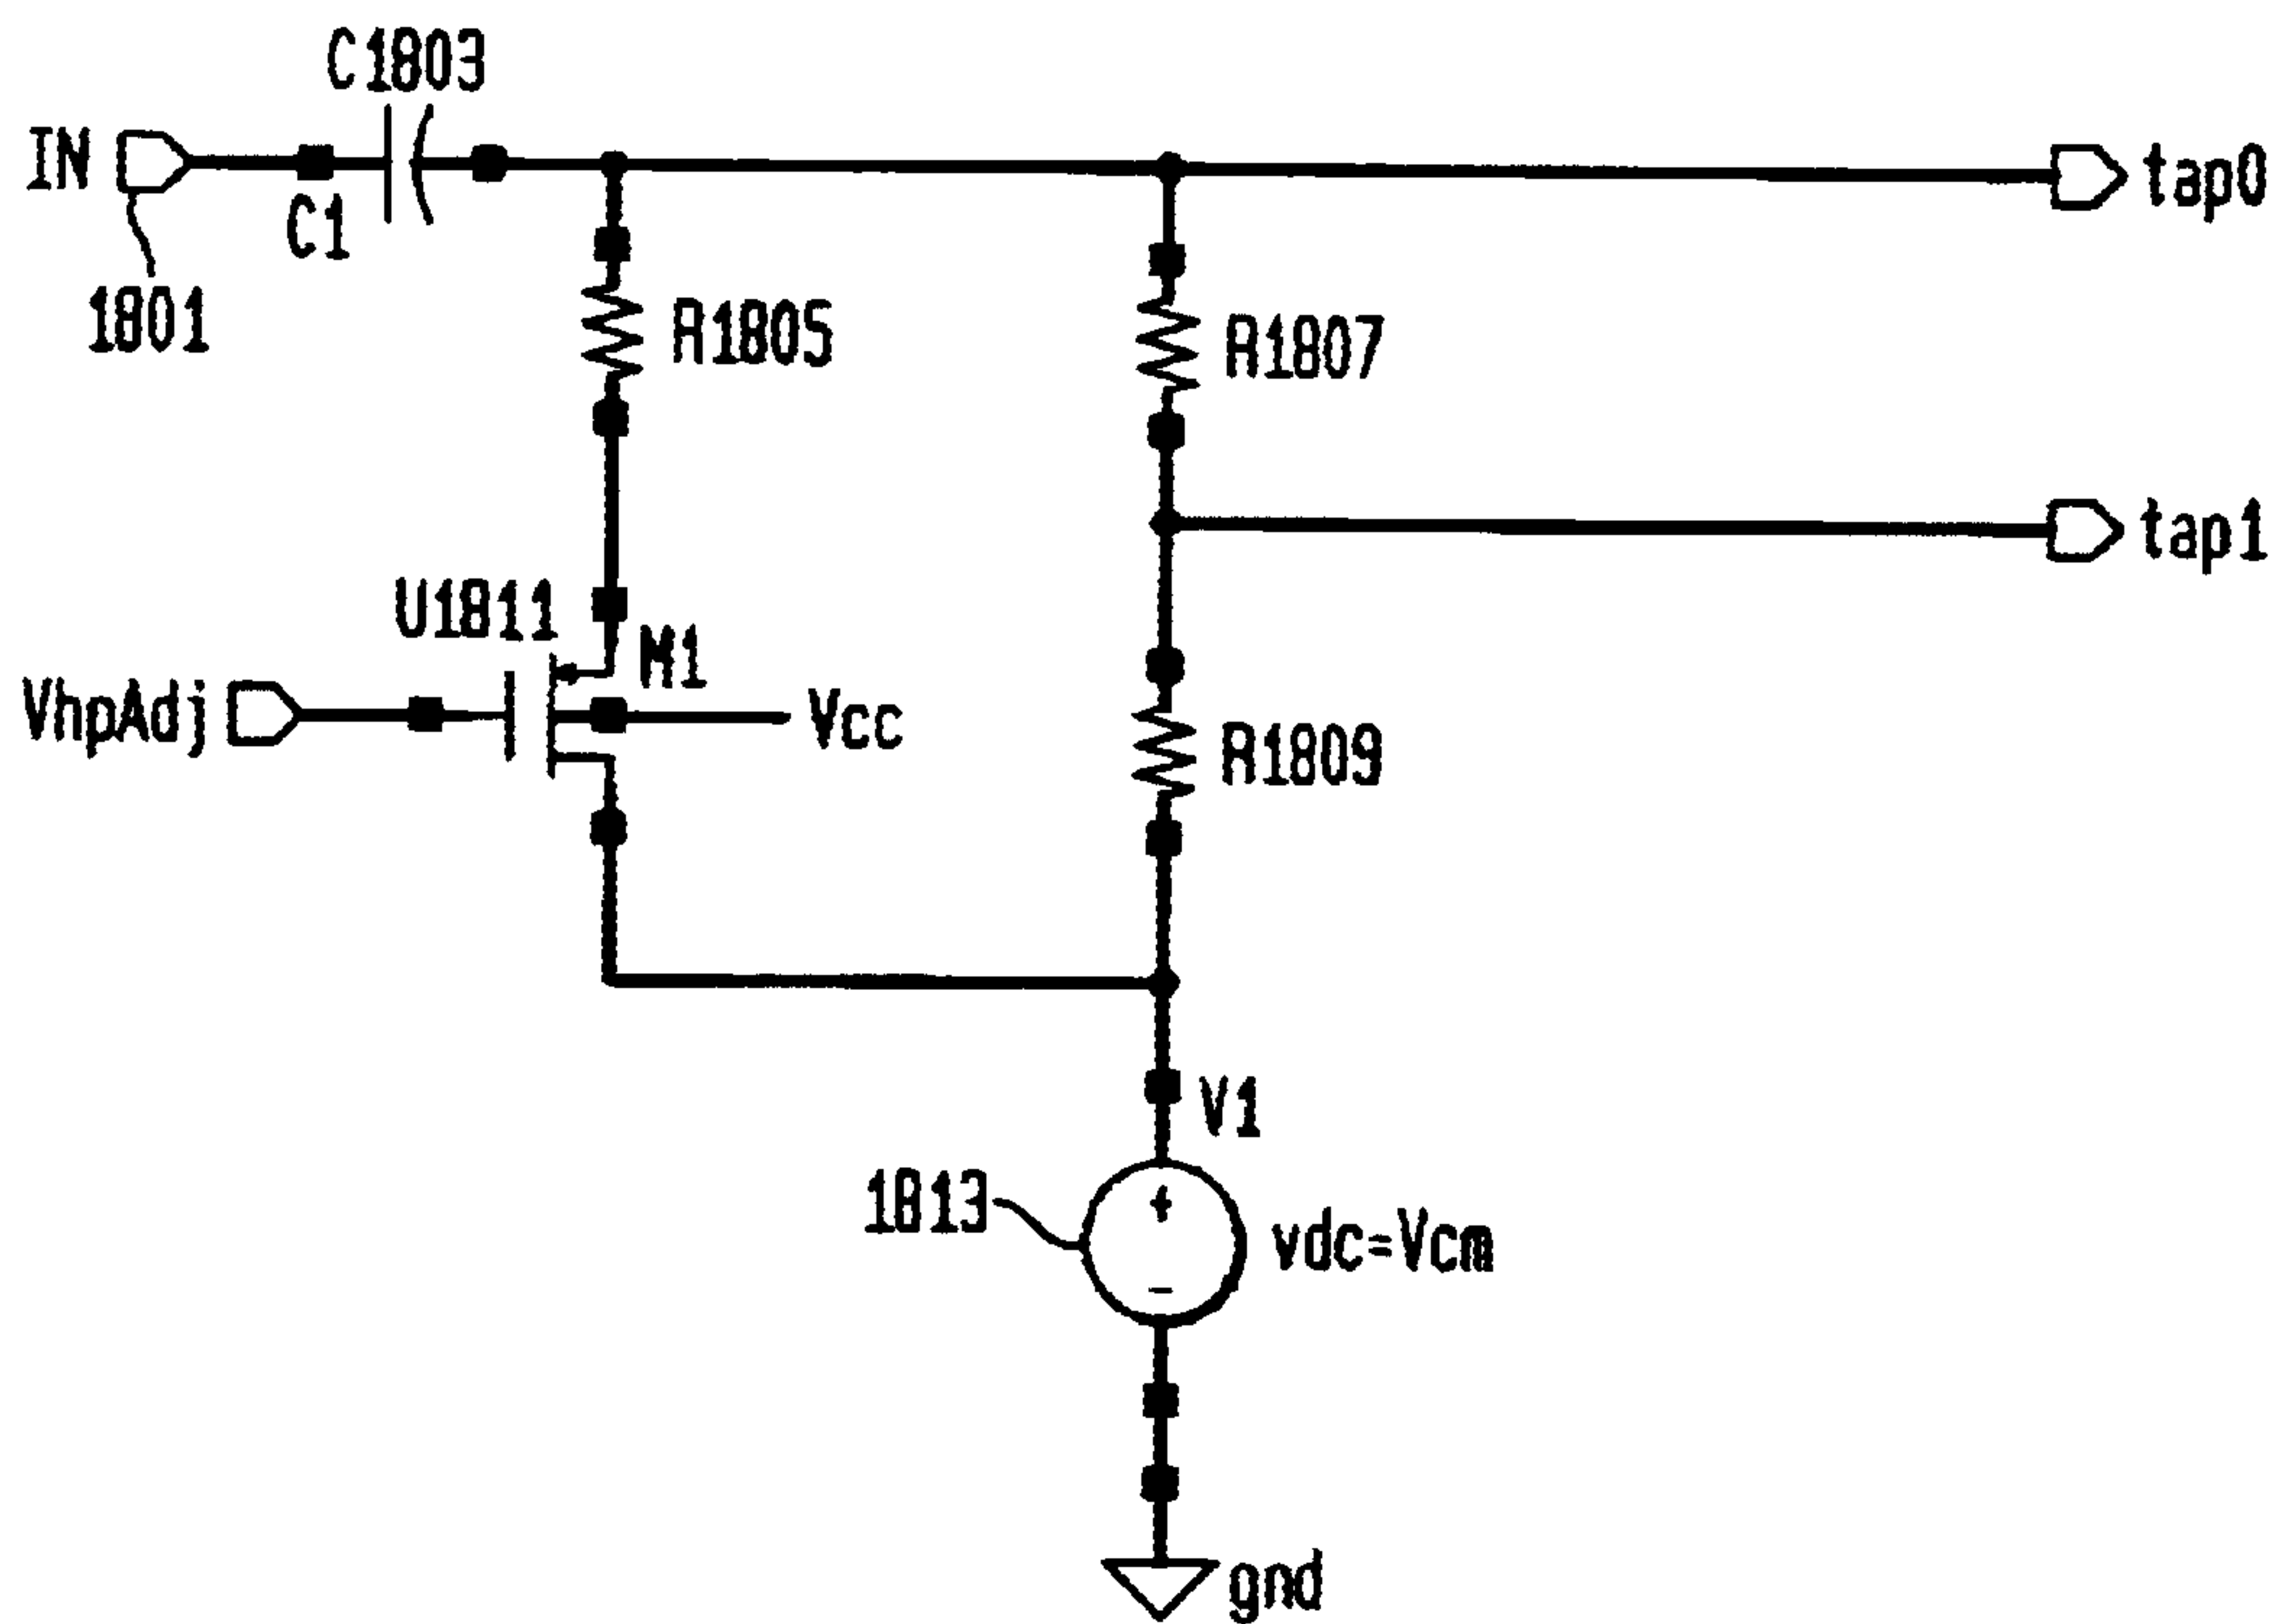 C1803
IN
tap0
C1
1801
R1805
R1807
tap1
U1811
M1
VhpAdj
Vcc
R1809
V1
1813
+
vdc=Vcm
-
gnd